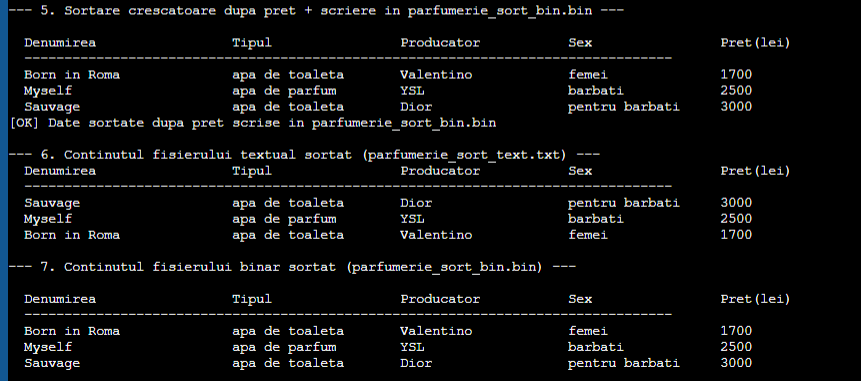 --- 5. Sortare crescatoare dupa pret + scriere in parfumerie_sort_bin.bin ---
Denumirea Tipul Producator Sex Pret(lei)
---------------------------------------------------------------------------------
Born in Roma apa de toaleta Valentino femei 1700
Myself apa de parfum YSL barbati 2500
Sauvage apa de toaleta Dior pentru barbati 3000
[OK] Date sortate dupa pret scrise in parfumerie_sort_bin.bin
--- 6. Continutul fisierului textual sortat (parfumerie_sort_text.txt) ---
Denumirea Tipul Producator Sex Pret(lei)
---------------------------------------------------------------------------------
Sauvage apa de toaleta Dior pentru barbati 3000
Myself apa de parfum YSL barbati 2500
Born in Roma apa de toaleta Valentino femei 1700
--- 7. Continutul fisierului binar sortat (parfumerie_sort_bin.bin) ---
Denumirea Tipul Producator Sex Pret(lei)
---------------------------------------------------------------------------------
Born in Roma apa de toaleta Valentino femei 1700
Myself apa de parfum YSL barbati 2500
Sauvage apa de toaleta Dior pentru barbati 3000